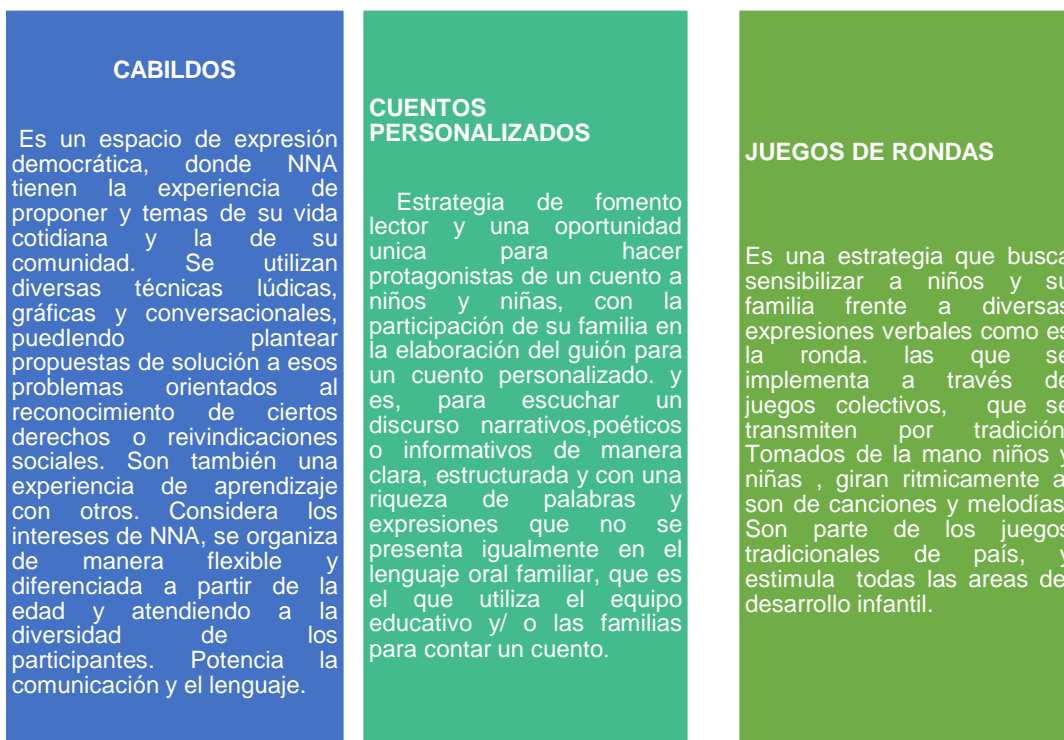 CABILDOS
Es un espacio de expresión
democrática, donde NNA
tienen la experiencia de
proponer y temas de su vida
cotidiana y la de su
comunidad. Se utilizan
diversas técnicas lúdicas,
gráficas y conversacionales,
puedIendo plantear
propuestas de solución a esos
problemas orientados al
reconocimiento de ciertos
derechos o reivindicaciones
sociales. Son también una
experiencia de aprendizaje
con otros. Considera los
intereses de NNA, se organiza
de manera flexible y
diferenciada a partir de la
edad y atendiendo a la
diversidad de los
participantes. Potencia la
comunicación y el lenguaje.
CUENTOS
PERSONALIZADOS
Estrategia de fomento
lector y una oportunidad
unica para hacer
protagonistas de un cuento a
niños y niñas, con la
participación de su familia en
la elaboración del guión para
un cuento personalizado. y
es, para escuchar un
discurso narrativos,poéticos
o informativos de manera
clara, estructurada y con una
riqueza de palabras y
expresiones que no se
presenta igualmente en el
lenguaje oral familiar, que es
el que utiliza el equipo
educativo y/ o las familias
para contar un cuento.
JUEGOS DE RONDAS
Es una estrategia que busca
sensibilizar a niños y su
familia frente a diversas
expresiones verbales como es
la ronda. las que se
implementa a través de
juegos colectivos, que se
transmiten por tradición
Tomados de la mano niños y
niñas , giran ritmicamente a
son de canciones y melodías
Son parte de los juegos
tradicionales de país, y
estimula todas las areas de
desarrollo infantil.